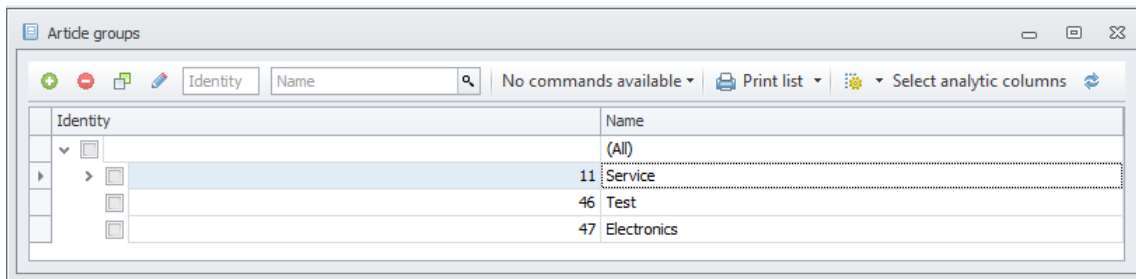 Article groups
Identity Name No commands available Print list Select analytic columns
Identity Name
(All)
11 Service
46 Test
47 Electronics